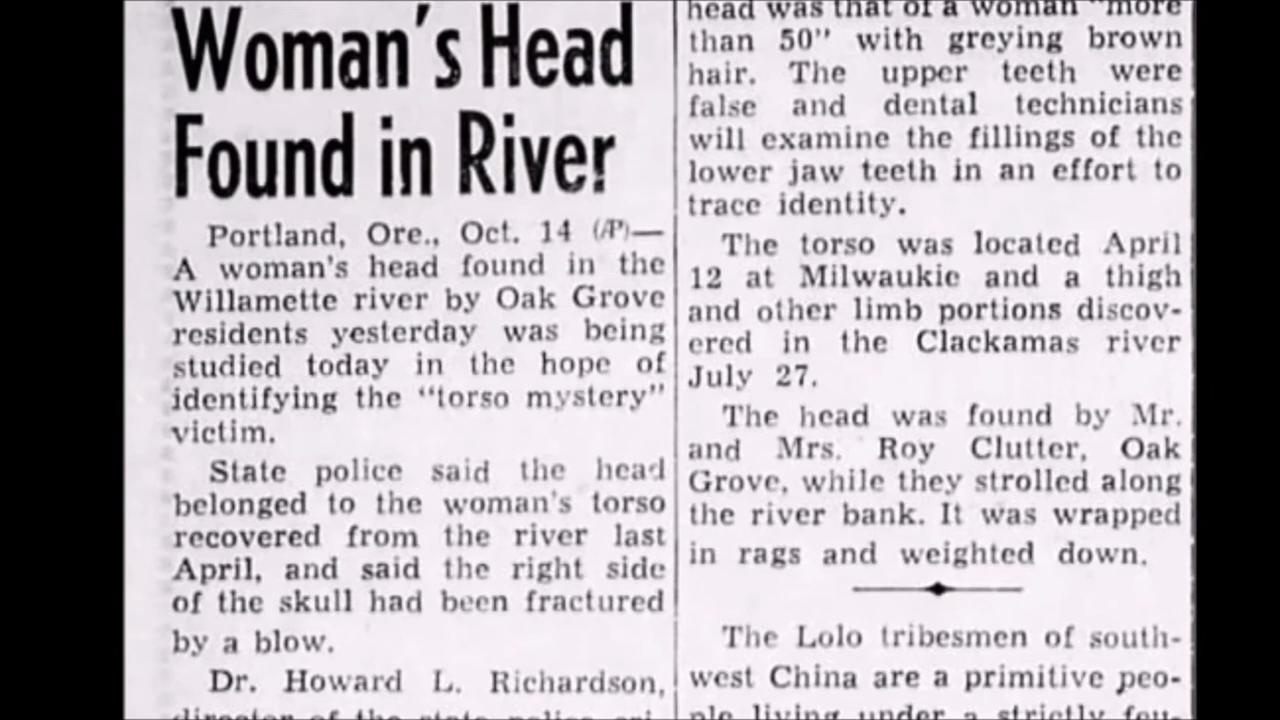 Woman's Head
Found in River
Portland, Ore., Oct. 14 (AP)—
A woman's head found in the
Willamette river by Oak Grove
residents yesterday was being
studied today in the hope of
identifying the "torso mystery"
victim.
State police said the head
belonged to the woman's torso
recovered from the river last
April, and said the right side
of the skull had been fractured
by a blow.
Dr. Howard L. Richardson,
director of the state police cri-
head was that of a woman "more
than 50" with greying brown
hair. The upper teeth were
false and dental technicians
will examine the fillings of the
lower jaw teeth in an effort to
trace identity.
The torso was located April
12 at Milwaukie and a thigh
and other limb portions discov-
ered in the Clackamas river
July 27.
The head was found by Mr.
and Mrs. Roy Clutter, Oak
Grove, while they strolled along
the river bank. It was wrapped
in rags and weighted down.
The Lolo tribesmen of south-
west China are a primitive peo-
ple living under a strictly feu-